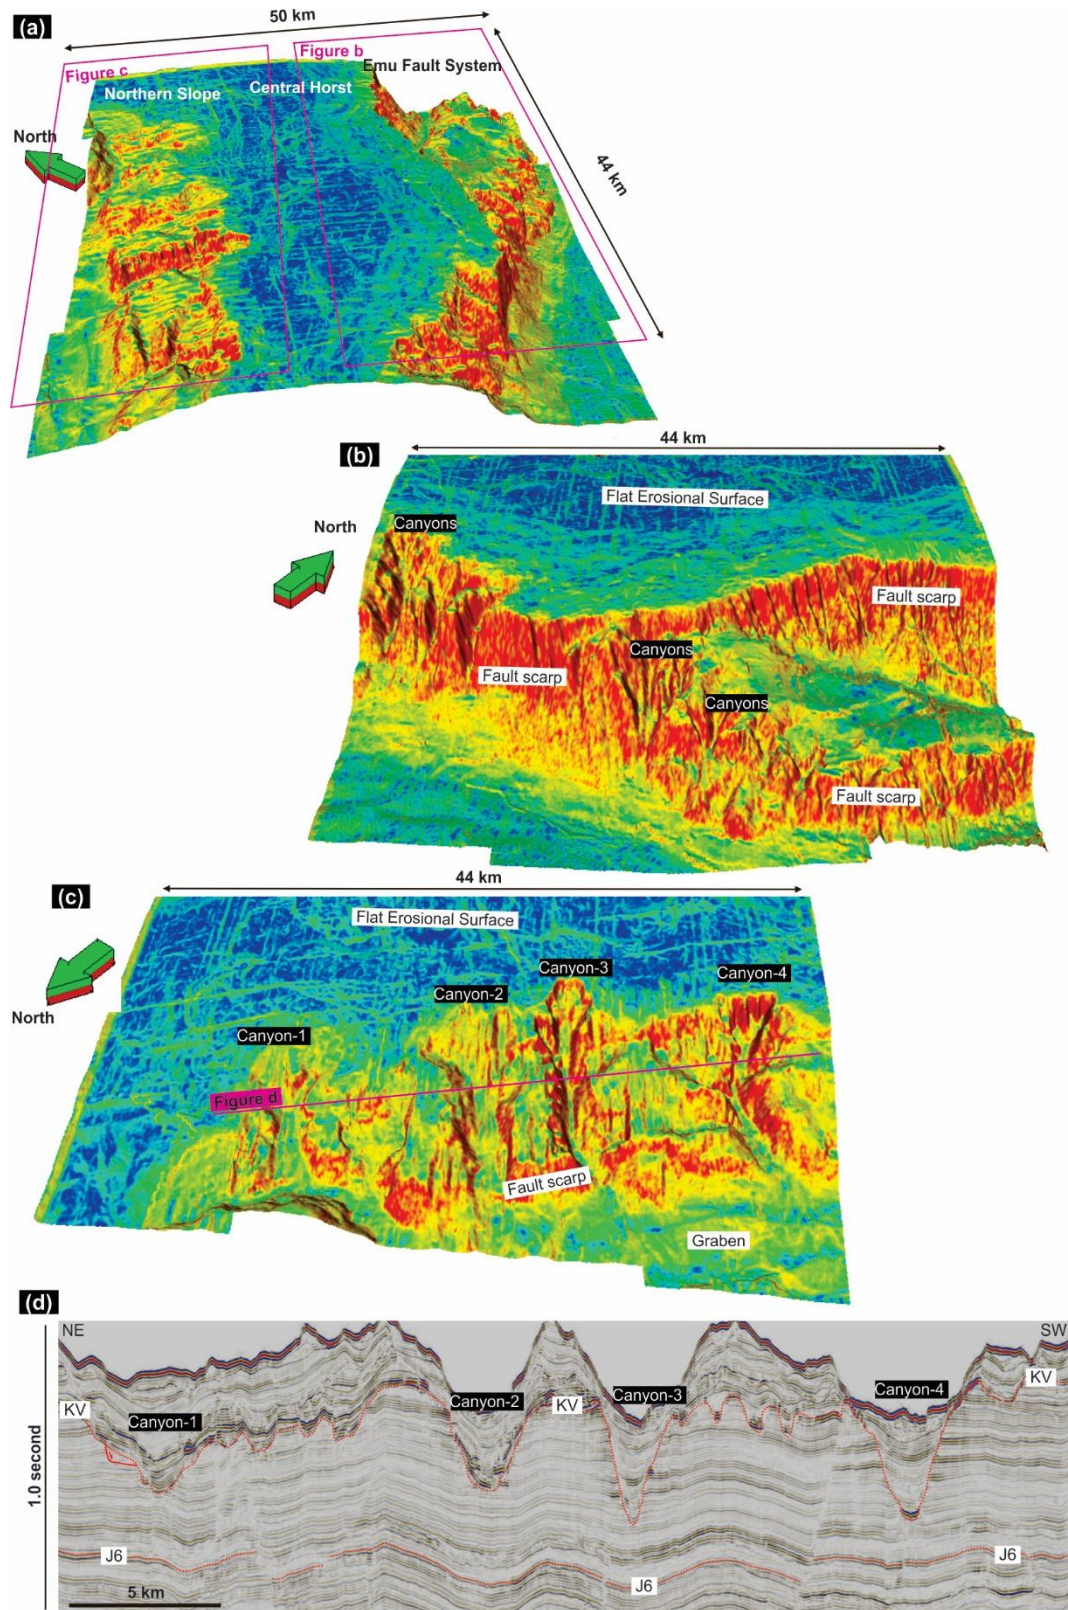 (a)
50 km
Figure c
Figure b
Emu Fault System
Northern Slope
Central Horst
North
44 km
(b)
44 km
Flat Erosional Surface
North
Canyons
Fault scarp
Canyons
Fault scarp
Canyons
Fault scarp
(c)
44 km
Flat Erosional Surface
Canyon-3
Canyon-4
Canyon-2
North
Canyon-1
Figure d
Fault scarp
Graben
(d)
NE
SW
Canyon-4
KV
Canyon-2
KV
Canyon-3
KV
Canyon-1
1.0 second
J6
J6
J6
5 km